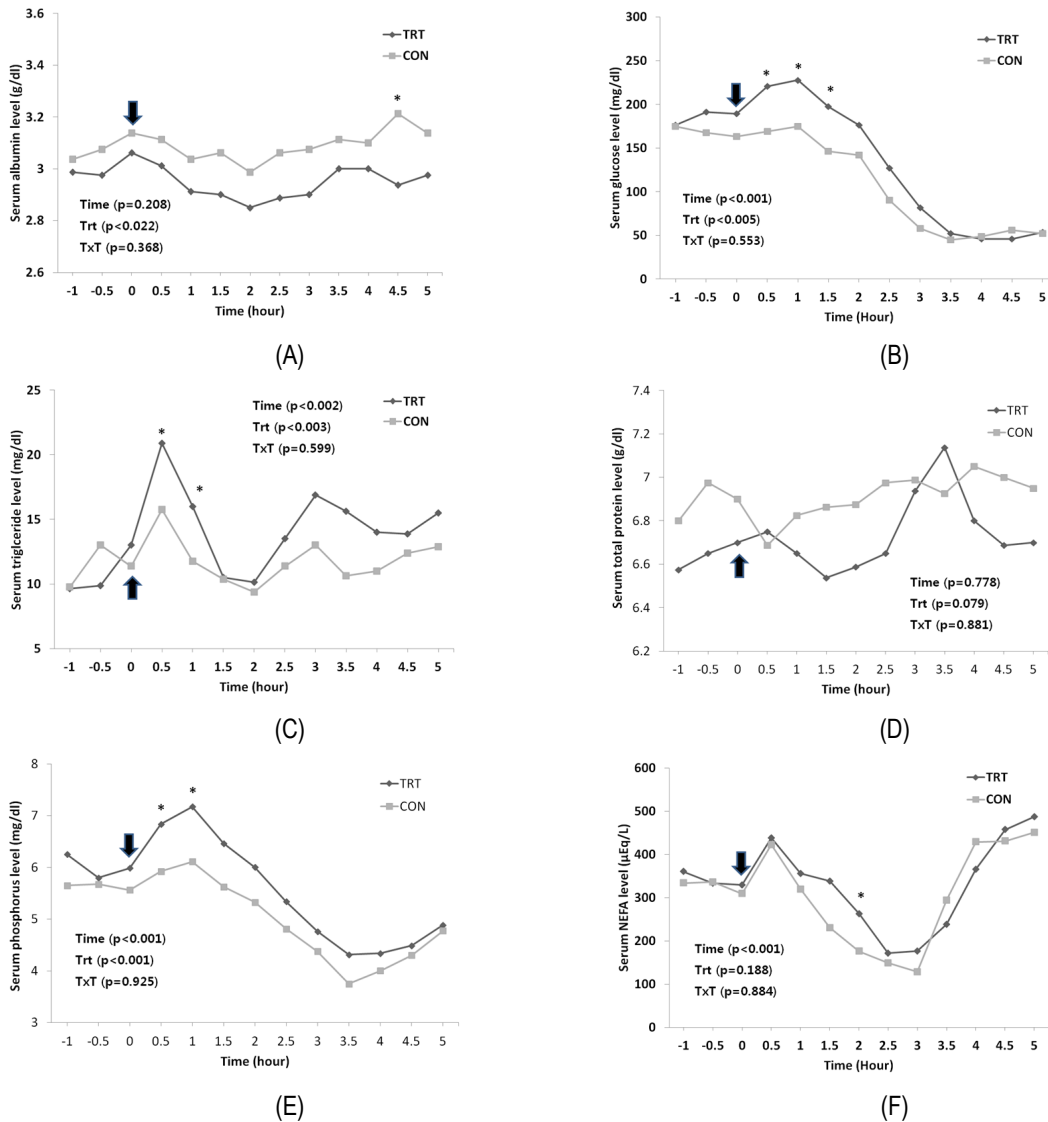 3.6
3.4
3.2
3
2.8
2.6
Serum albumin level (g/dl)
TRT
CON
*
Time (p=0.208)
Trt (p<0.022)
TxT (p=0.368)
-1 -0.5 0 0.5 1 1.5 2 2.5 3 3.5 4 4.5 5
Time (hour)
(A)
300
250
200
150
100
50
0
Serum glucose level (mg/dl)
TRT
CON
* * *
Time (p<0.001)
Trt (p<0.005)
TxT (p=0.553)
-1 -0.5 0 0.5 1 1.5 2 2.5 3 3.5 4 4.5 5
Time (Hour)
(B)
25
20
15
10
5
Serum triglceride level (mg/dl)
Time (p<0.002)
Trt (p<0.003)
TxT (p=0.599)
TRT
CON
*
*
-1 -0.5 0 0.5 1 1.5 2 2.5 3 3.5 4 4.5 5
Time (hour)
(C)
7.4
7.2
7
6.8
6.6
6.4
6.2
Serum total protein level (g/dl)
TRT
CON
Time (p=0.778)
Trt (p=0.079)
TxT (p=0.881)
-1 -0.5 0 0.5 1 1.5 2 2.5 3 3.5 4 4.5 5
Time (hour)
(D)
8
7
6
5
4
3
Serum phosphorus level (mg/dl)
TRT
CON
* *
Time (p<0.001)
Trt (p<0.001)
TxT (p=0.925)
-1 -0.5 0 0.5 1 1.5 2 2.5 3 3.5 4 4.5 5
Time (hour)
(E)
600
500
400
300
200
100
0
Serum NEFA level (µEq/L)
TRT
CON
*
Time (p<0.001)
Trt (p=0.188)
TxT (p=0.884)
-1 -0.5 0 0.5 1 1.5 2 2.5 3 3.5 4 4.5 5
Time (Hour)
(F)